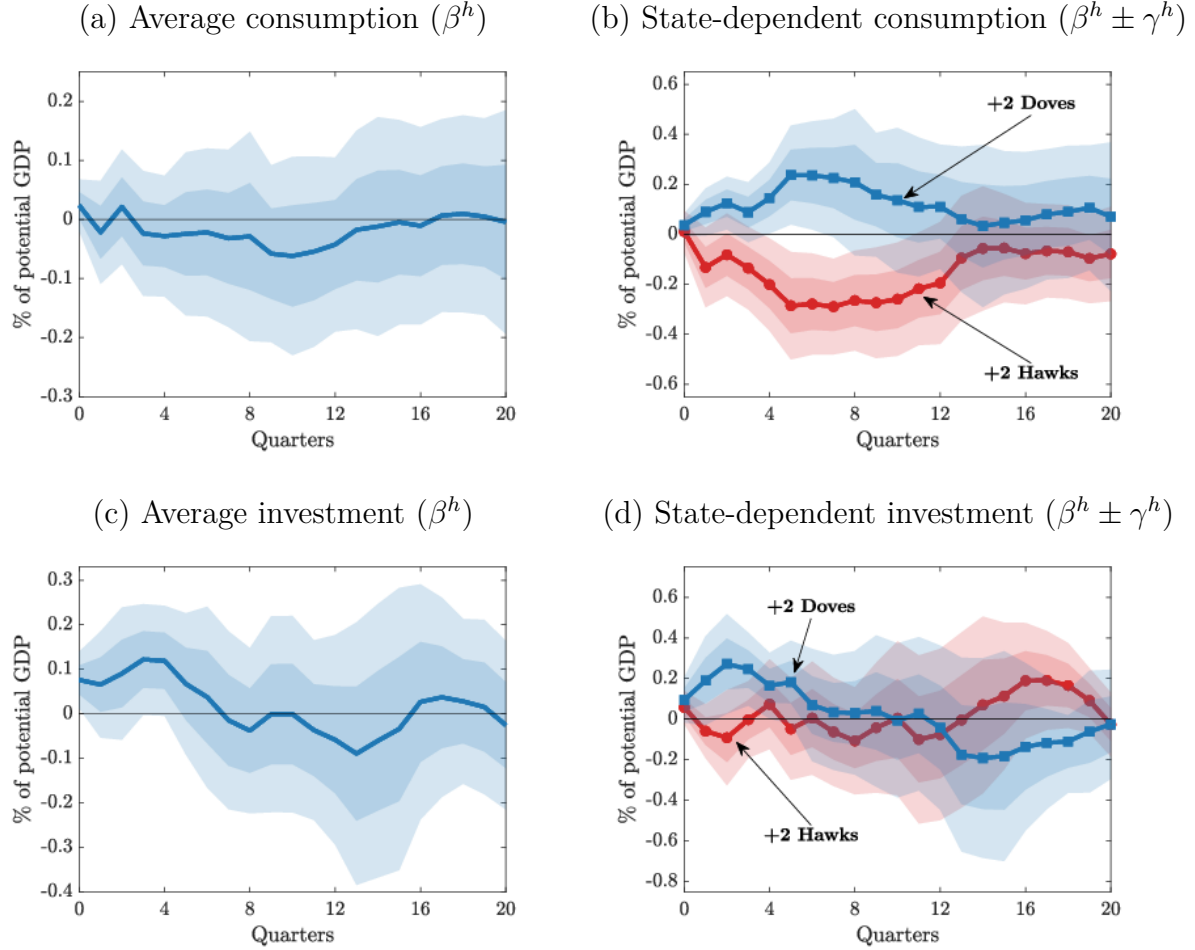 (a) Average consumption (β^h)
(b) State-dependent consumption (β^h ± γ^h)
0.2
0.1
0
-0.1
-0.2
-0.3
% of potential GDP
0 4 8 12 16 20
Quarters
0.6
0.4
0.2
0
-0.2
-0.4
-0.6
% of potential GDP
+2 Doves
+2 Hawks
0 4 8 12 16 20
Quarters
(c) Average investment (β^h)
(d) State-dependent investment (β^h ± γ^h)
0.3
0.2
0.1
0
-0.1
-0.2
-0.3
-0.4
% of potential GDP
0 4 8 12 16 20
Quarters
0.8
0.6
0.4
0.2
0
-0.2
-0.4
-0.6
-0.8
% of potential GDP
+2 Doves
+2 Hawks
0 4 8 12 16 20
Quarters